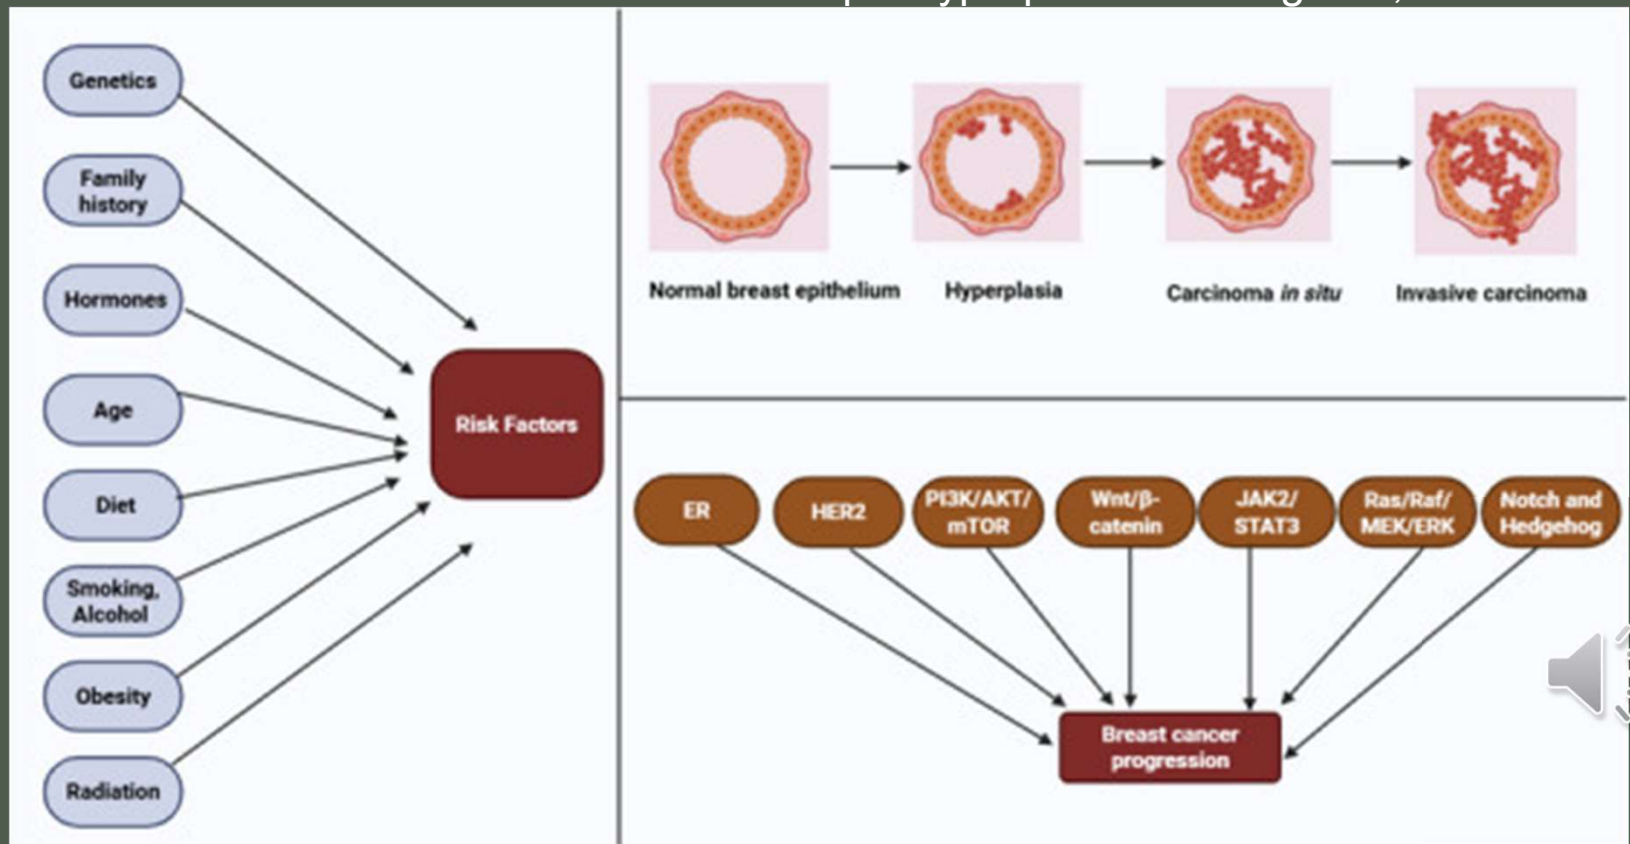 Genetics
Family
history
Hormones
Age
Diet
Smoking,
Alcohol
Obesity
Radiation
Risk Factors
Normal breast epithelium
Hyperplasia
Carcinoma in situ
Invasive carcinoma
ER
HER2
PI3K/AKT/
mTOR
Wnt/β-
catenin
JAK2/
STAT3
Ras/Raf/
MEK/ERK
Notch and
Hedgehog
Breast cancer
progression